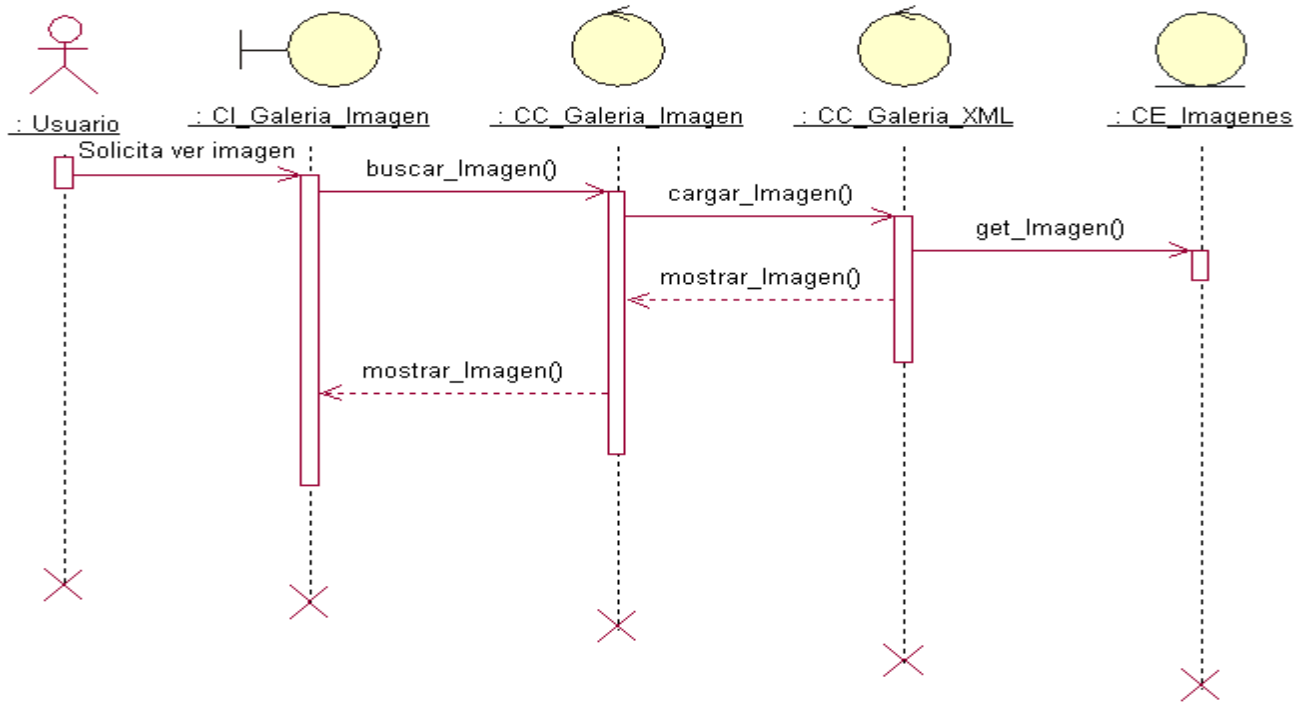 : Usuario
: CI_Galeria_Imagen
: CC_Galeria_Imagen
: CC_Galeria_XML
: CE_Imagenes
Solicita ver imagen
buscar_Imagen()
cargar_Imagen()
get_Imagen()
mostrar_Imagen()
mostrar_Imagen()